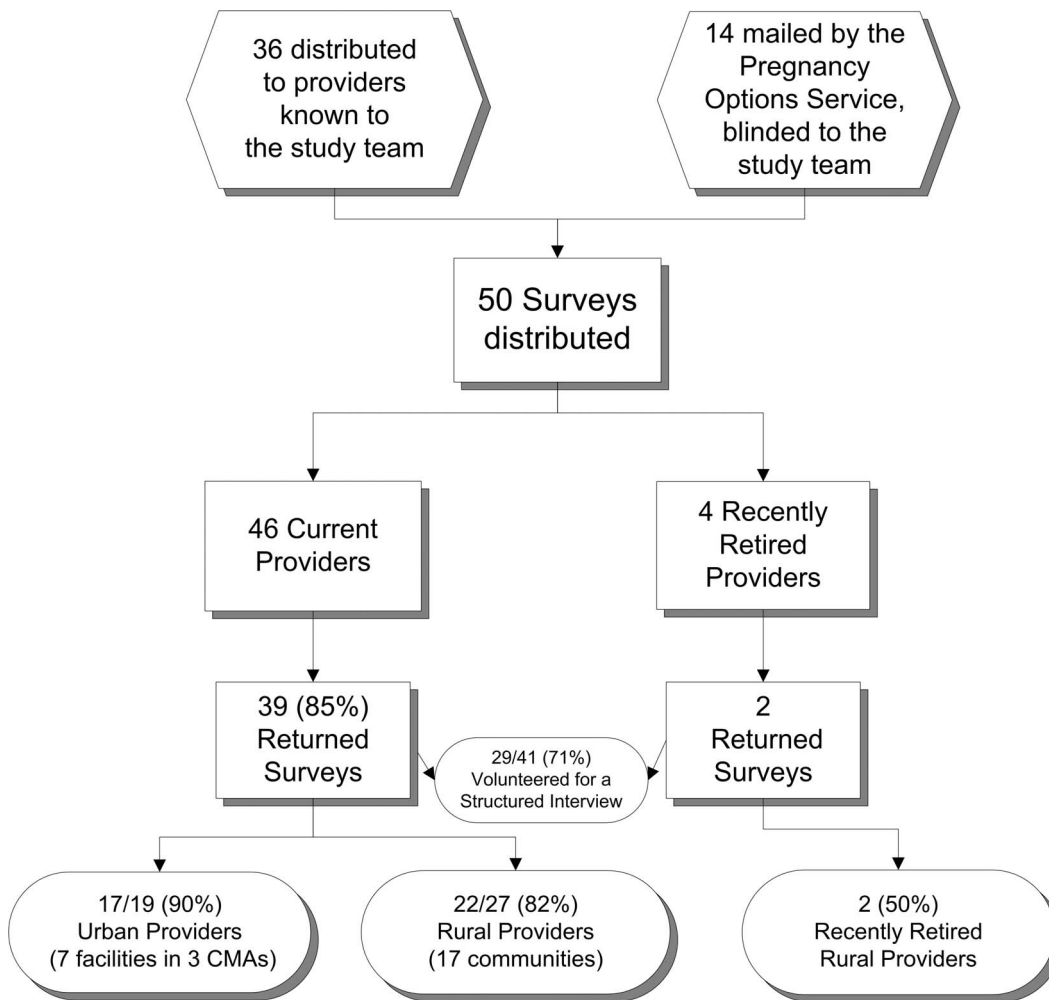 36 distributed
to providers
known to
the study team
14 mailed by the
Pregnancy
Options Service,
blinded to the
study team
50 Surveys
distributed
46 Current
Providers
4 Recently
Retired
Providers
39 (85%)
Returned
Surveys
29/41 (71%)
Volunteered for a
Structured Interview
2
Returned
Surveys
17/19 (90%)
Urban Providers
(7 facilities in 3 CMAs)
22/27 (82%)
Rural Providers
(17 communities)
2 (50%)
Recently Retired
Rural Providers